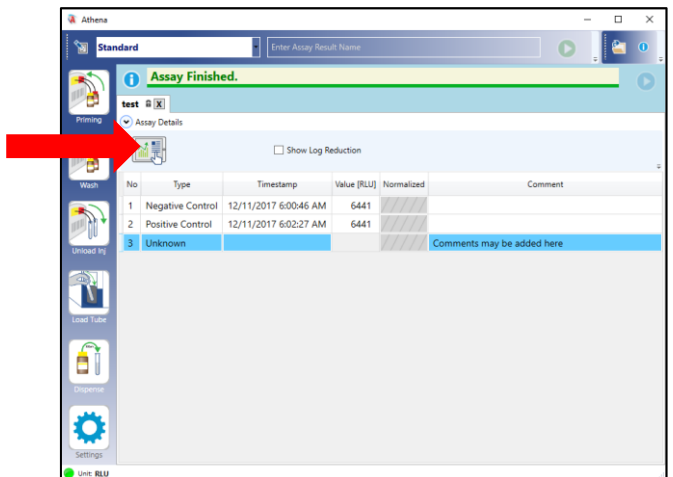 Athena
Standard
Enter Assay Result Name
Assay Finished.
test X
Assay Details
Show Log Reduction
Priming
Wash
Unload Inj
Load Tube
Dispense
Settings
No Type Timestamp Value [RLU] Normalized Comment
1 Negative Control 12/11/2017 6:00:46 AM 6441
2 Positive Control 12/11/2017 6:02:27 AM 6441
3 Unknown Comments may be added here
Unit: RLU